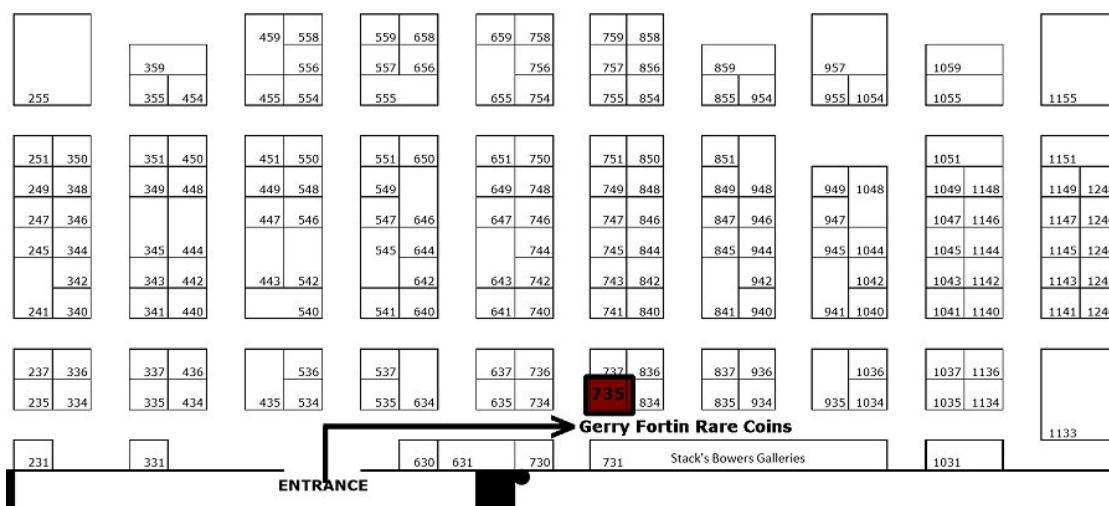 459 558 559 658 659 758 759 858
359 556 557 656 756 757 856 859 957 1059
255 355 454 455 554 555 655 754 755 854 855 954 955 1054 1055 1155
251 350 351 450 451 550 551 650 651 750 751 850 851 1051 1151
249 348 349 448 449 548 549 649 748 749 848 849 948 949 1048 1049 1148 1149
247 346 447 546 547 646 647 746 747 846 847 946 947 1047 1146 1147
245 344 345 444 545 644 744 745 844 845 944 945 1044 1045 1144 1145
342 343 442 443 542 642 643 742 743 842 942 1042 1043 1142 1143
241 340 341 440 540 541 640 641 740 741 840 841 940 941 1040 1041 1140 1141
237 336 337 436 536 537 637 736 737 836 837 936 1036 1037 1136
235 334 335 434 435 534 535 634 635 734 735 834 835 934 935 1034 1035 1134
Gerry Fortin Rare Coins
1133
231 331 630 631 730 731 Stack's Bowers Galleries 1031
ENTRANCE